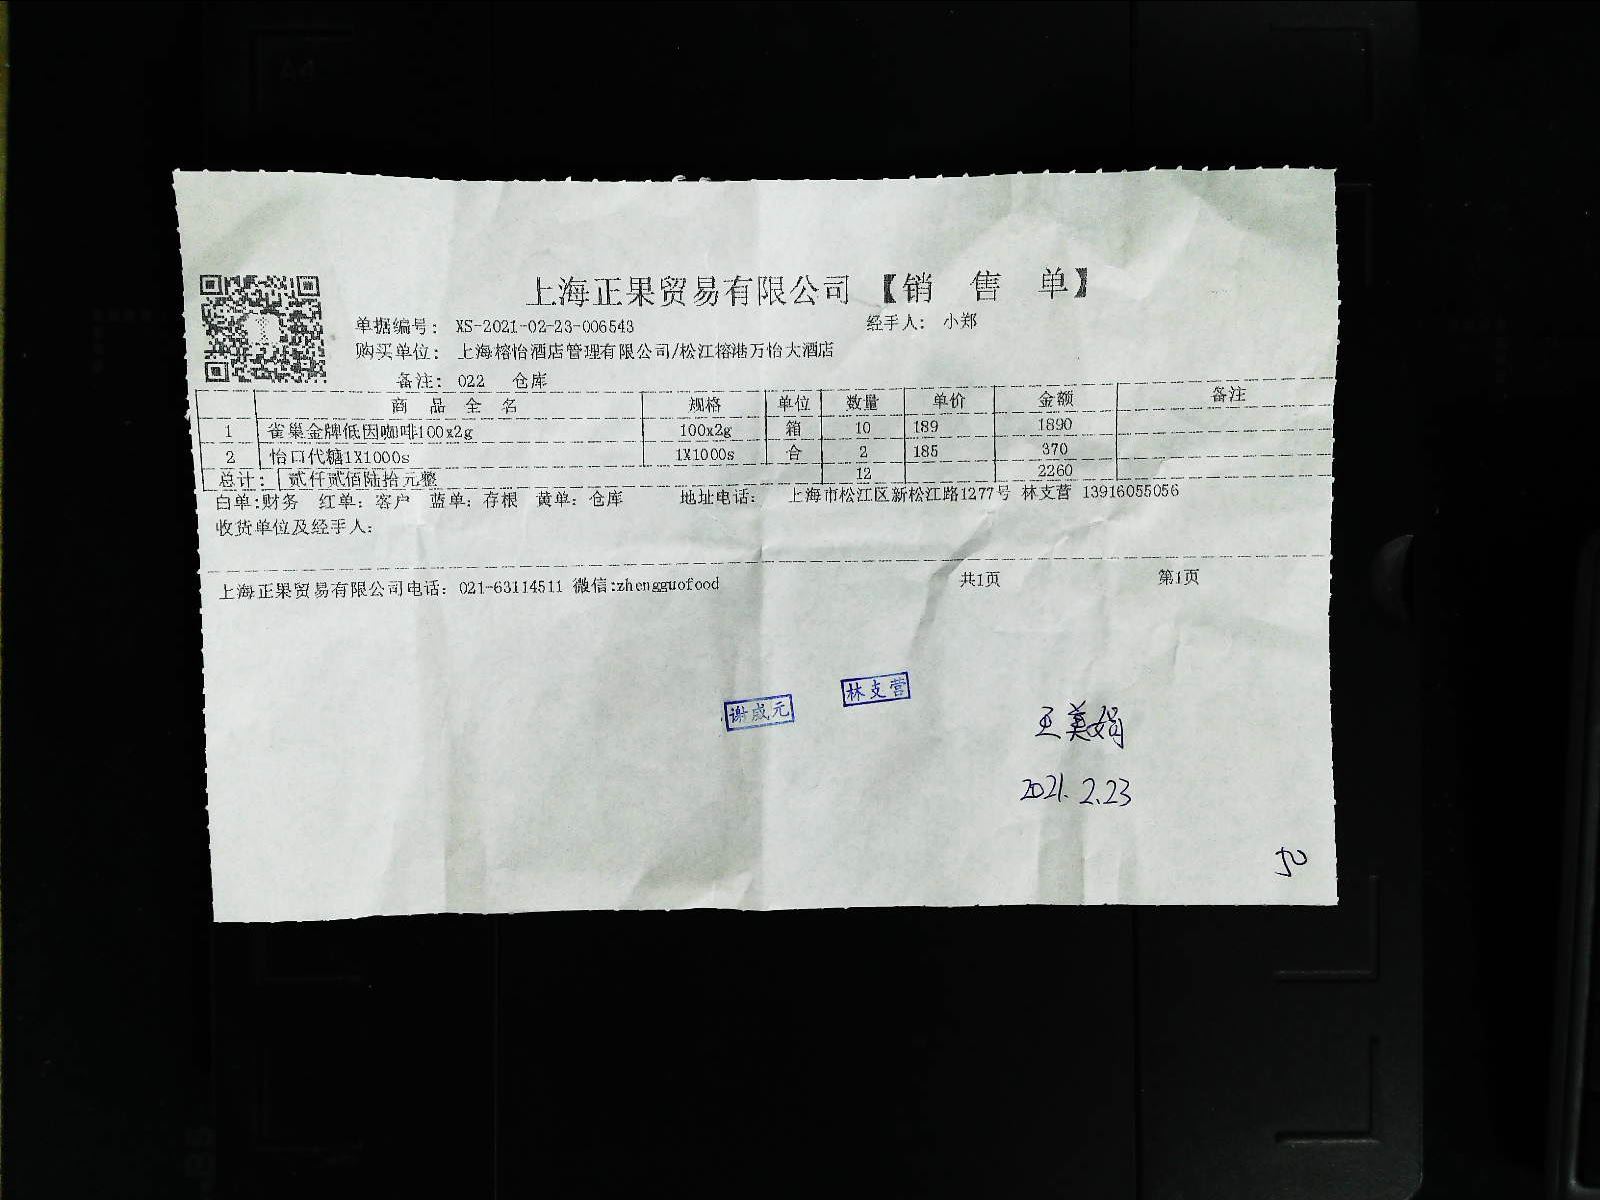 上海正果贸易有限公司【销 售 单】
单据编号： XS-2021-02-23-006543 经手人： 小郑
购买单位： 上海榕怡酒店管理有限公司/松江榕港万怡大酒店
备注： 022 仓库
商 品 全 名 规格 单位 数量 单价 金额 备注
1 雀巢金牌低因咖啡100x2g 100x2g 箱 10 189 1890
2 怡口代糖1X1000s 1X1000s 合 2 185 370
总计： 贰仟贰佰陆拾元整 12 2260
白单:财务 红单：客户 蓝单：存根 黄单：仓库 地址电话： 上海市松江区新松江路1277号 林支营 13916055056
收货单位及经手人：
上海正果贸易有限公司电话：021-63114511 微信:zhengguofood 共1页 第1页
林支营
谢成元
王美娟
2021.2.23